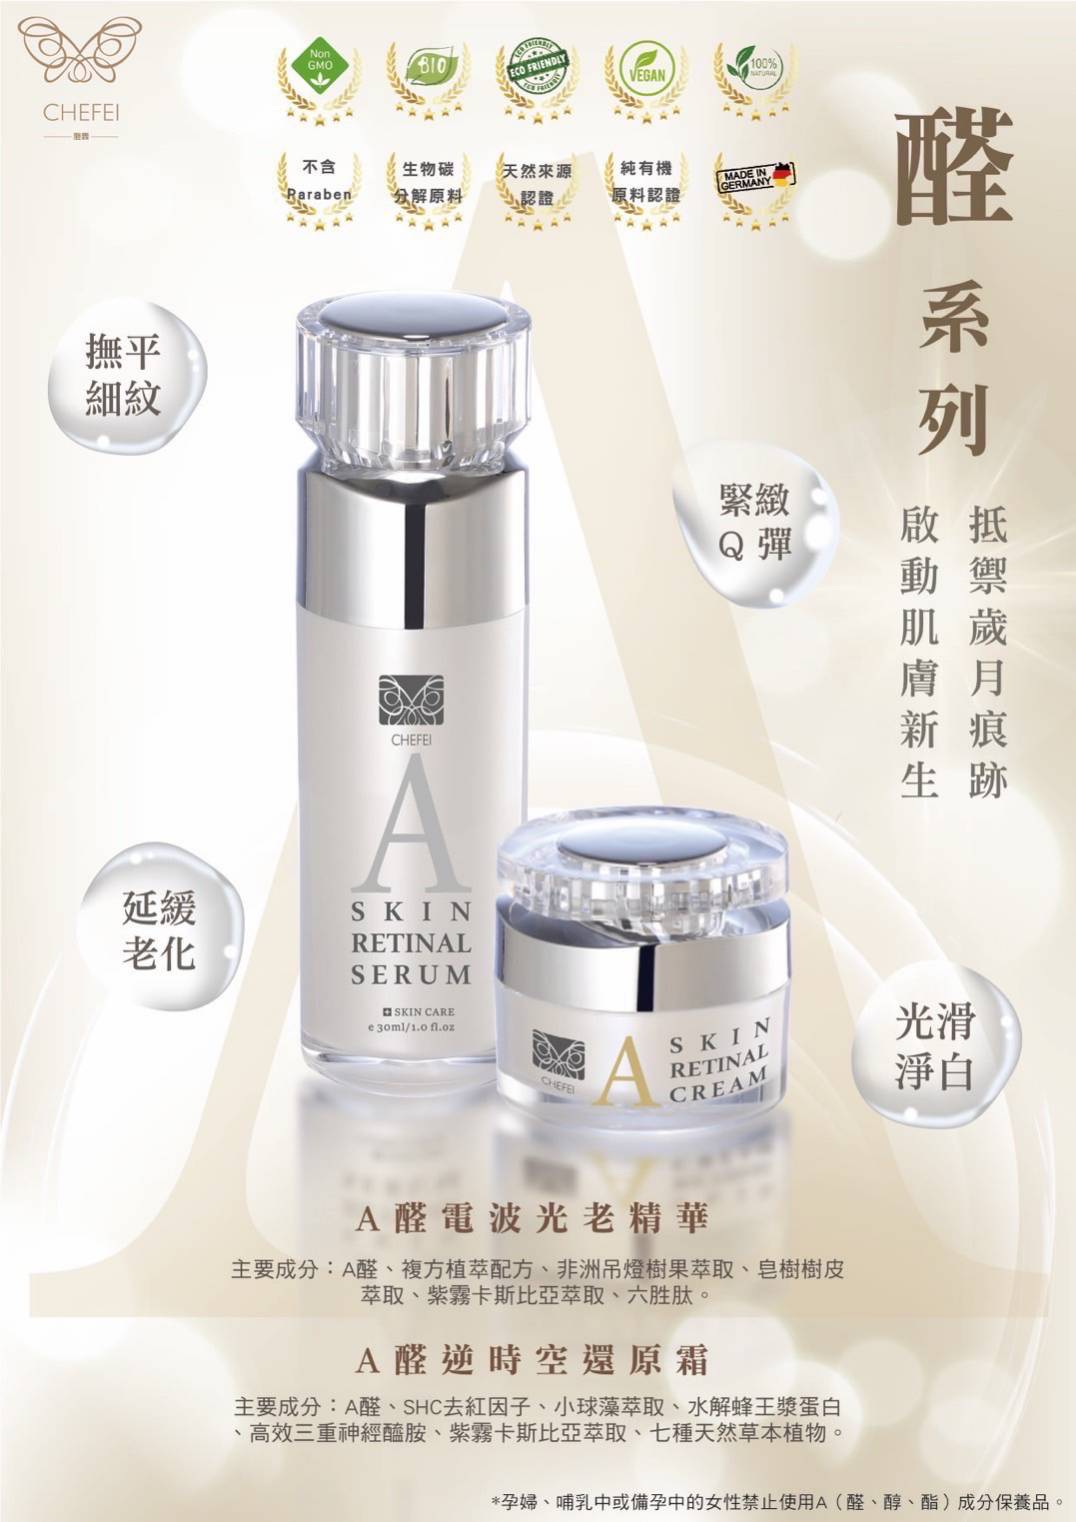 CHEFEI
Non
GMO
BIO
ECO FRIENDLY
ECO FRIENDLY
ECO FRIENDLY
VEGAN
100%
NATURAL
不含
Raraben
生物碳
分解原料
天然來源
認證
純有機
原料認證
MADE IN
GERMANY
醛系列
抵禦歲月痕跡
啟動肌膚新生
撫平
細紋
緊緻
Q 彈
延緩
老化
光滑
淨白
CHEFEI
A
SKIN
RETINAL
SERUM
SKIN CARE
e 30ml/1.0 fl.oz
CHEFEI
A
SKIN
RETINAL
CREAM
A醛電波光老精華
主要成分：A醛、複方植萃配方、非洲吊燈樹果萃取、皂樹樹皮
萃取、紫霧卡斯比亞萃取、六胜肽。
A醛逆時空還原霜
主要成分：A醛、SHC去紅因子、小球藻萃取、水解蜂王漿蛋白
、高效三重神經醯胺、紫霧卡斯比亞萃取、七種天然草本植物。
*孕婦、哺乳中或備孕中的女性禁止使用A（醛、醇、酯）成分保養品。